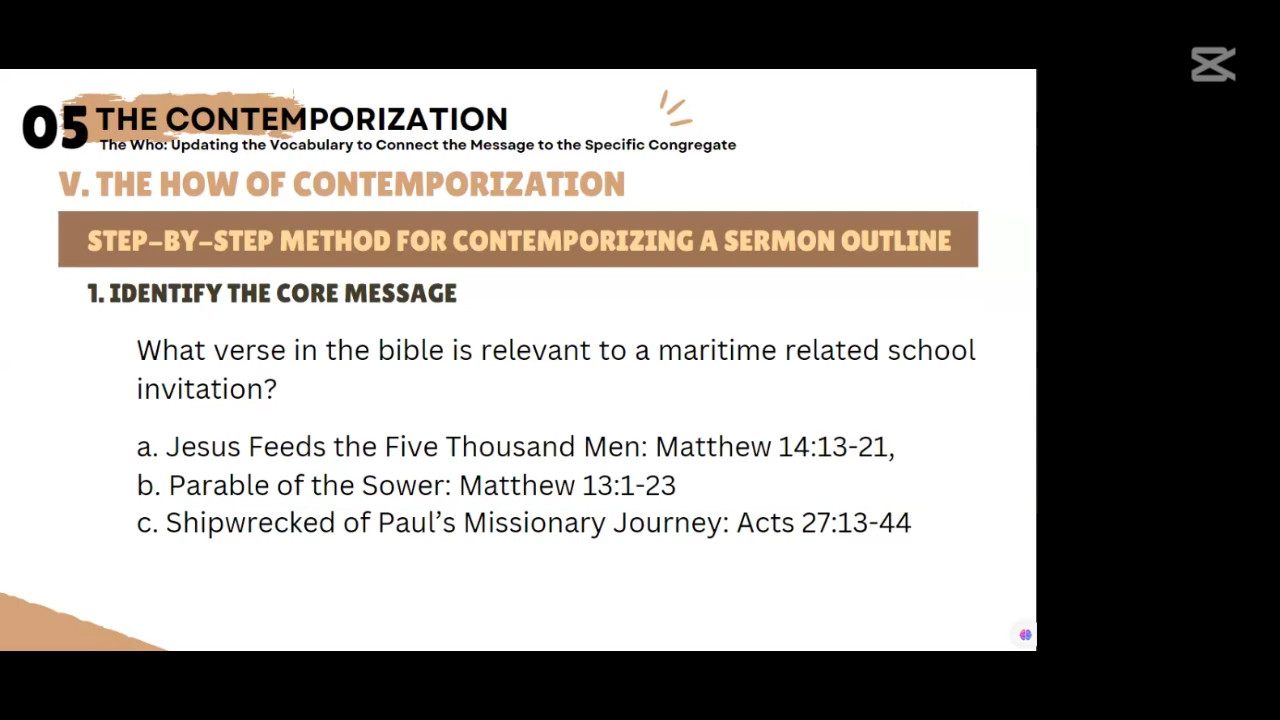 05 THE CONTEMPORIZATION
The Who: Updating the Vocabulary to Connect the Message to the Specific Congregate
V. THE HOW OF CONTEMPORIZATION
STEP-BY-STEP METHOD FOR CONTEMPORIZING A SERMON OUTLINE
1. IDENTIFY THE CORE MESSAGE
What verse in the bible is relevant to a maritime related school
invitation?
a. Jesus Feeds the Five Thousand Men: Matthew 14:13-21,
b. Parable of the Sower: Matthew 13:1-23
c. Shipwrecked of Paul’s Missionary Journey: Acts 27:13-44